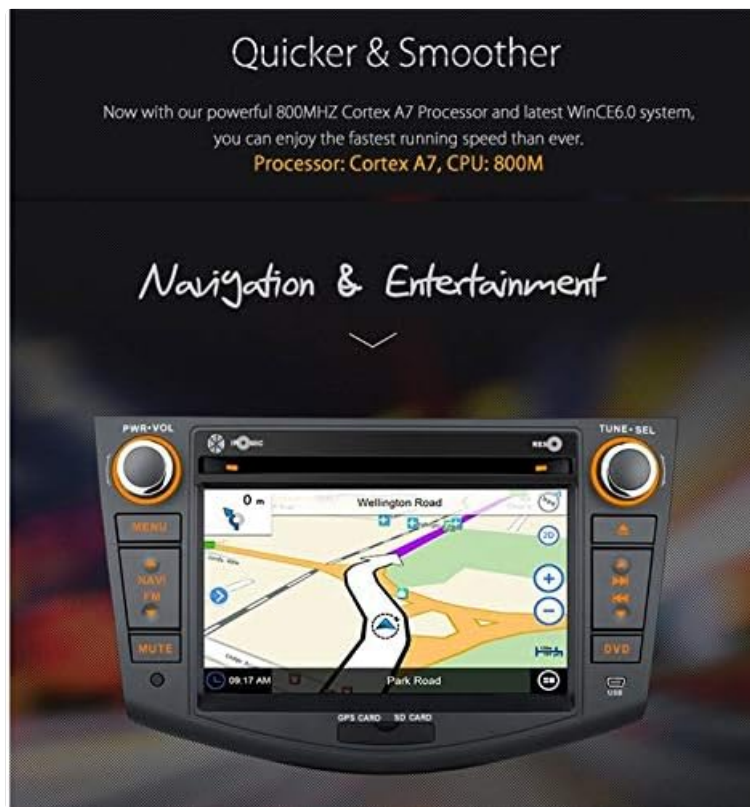 Quicker & Smoother
Now with our powerful 800MHZ Cortex A7 Processor and latest WinCE6.0 system,
you can enjoy the fastest running speed than ever.
Processor: Cortex A7, CPU: 800M
Navigation & Entertainment
PWR•VOL
TUNE•SEL
IR MIC
RES
MENU
0 m
Wellington Road
2D
NAVI
FM
MUTE
DVD
09:17 AM
Park Road
USB
GPS CARD SD CARD